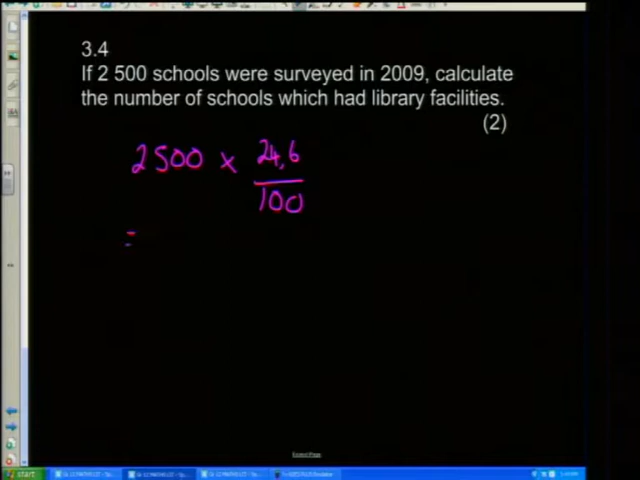 3.4
If 2 500 schools were surveyed in 2009, calculate
the number of schools which had library facilities.
(2)
2500 × 24,6
100
=
start